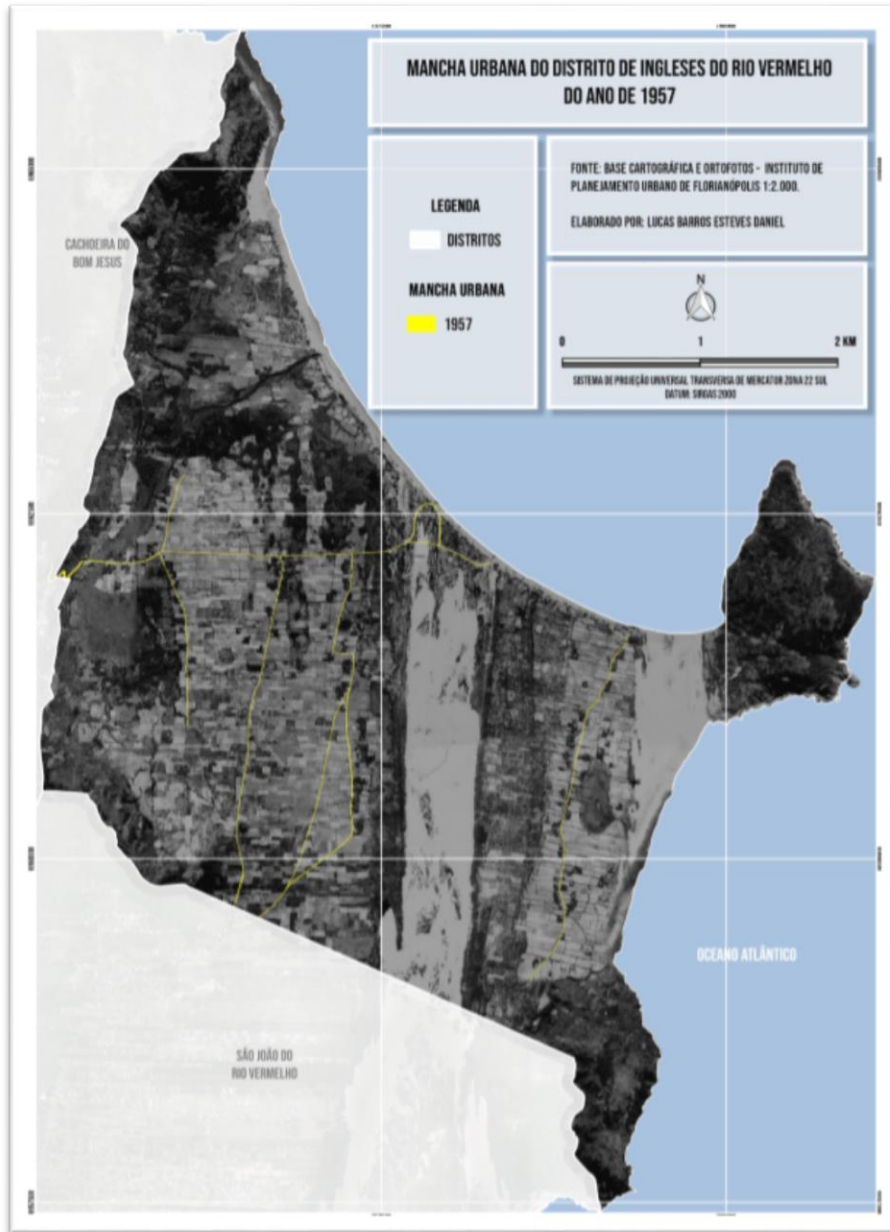 MANCHA URBANA DO DISTRITO DE INGLESES DO RIO VERMELHO
DO ANO DE 1957
LEGENDA
DISTRITOS
MANCHA URBANA
1957
FONTE: BASE CARTOGRÁFICA E ORTOFOTOS - INSTITUTO DE
PLANEJAMENTO URBANO DE FLORIANÓPOLIS 1:2.000.
ELABORADO POR: LUCAS BARROS ESTEVES DANIEL
N
0 1 2 KM
SISTEMA DE PROJEÇÃO UNIVERSAL TRANSVERSA DE MERCATOR ZONA 22 SUL
DATUM: SIRGAS 2000
CACHOEIRA DO
BOM JESUS
OCEANO ATLÂNTICO
SÃO JOÃO DO
RIO VERMELHO